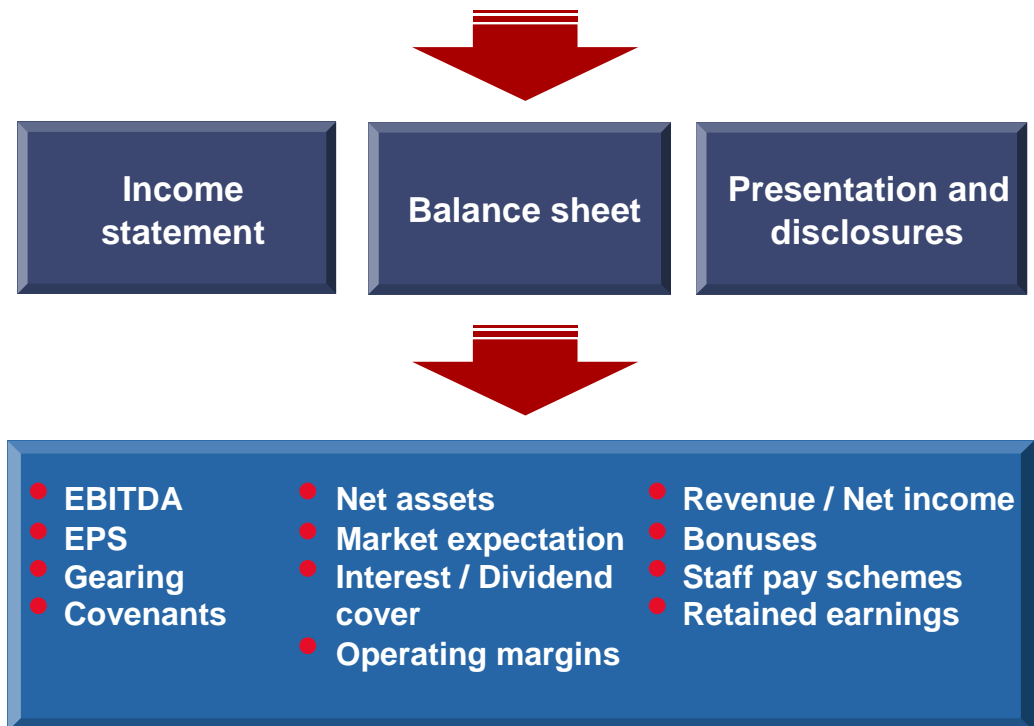 Income
statement
Balance sheet
Presentation and
disclosures
EBITDA
EPS
Gearing
Covenants
Net assets
Market expectation
Interest / Dividend
cover
Operating margins
Revenue / Net income
Bonuses
Staff pay schemes
Retained earnings